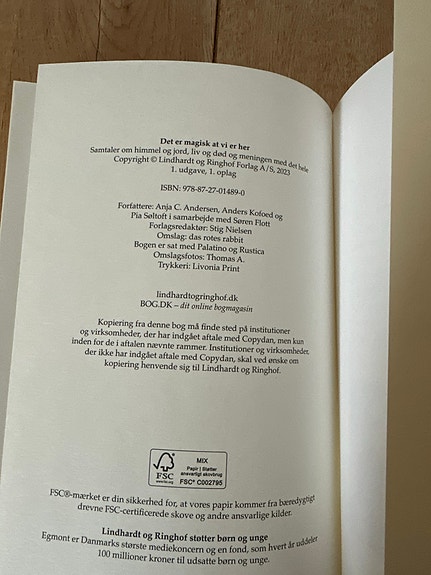 Det er magisk at vi er her
Samtaler om himmel og jord, liv og død og meningen med det hele
Copyright © Lindhardt og Ringhof Forlag A/S, 2023
1. udgave, 1. oplag
ISBN: 978-87-27-01489-0
Forfattere: Anja C. Andersen, Anders Kofoed og
Pia Søltoft i samarbejde med Søren Flott
Forlagsredaktør: Stig Nielsen
Omslag: das rotes rabbit
Bogen er sat med Palatino og Rustica
Omslagsfotos: Thomas A.
Trykkeri: Livonia Print
lindhardtogringhof.dk
BOG.DK – dit online bogmagasin
Kopiering fra denne bog må finde sted på institutioner
og virksomheder, der har indgået aftale med Copydan, men kun
inden for de i aftalen nævnte rammer. Institutioner og virksomheder,
der ikke har indgået aftale med Copydan, skal ved ønske om
kopiering henvende sig til Lindhardt og Ringhof.
FSC
www.fsc.org
MIX
Papir | Støtter
ansvarligt skovbrug
FSC® C002795
FSC®-mærket er din sikkerhed for, at vores papir kommer fra bæredygtigt
drevne FSC-certificerede skove og andre ansvarlige kilder.
Lindhardt og Ringhof støtter børn og unge
Egmont er Danmarks største mediekoncern og en fond, som hvert år uddeler
100 millioner kroner til udsatte børn og unge.